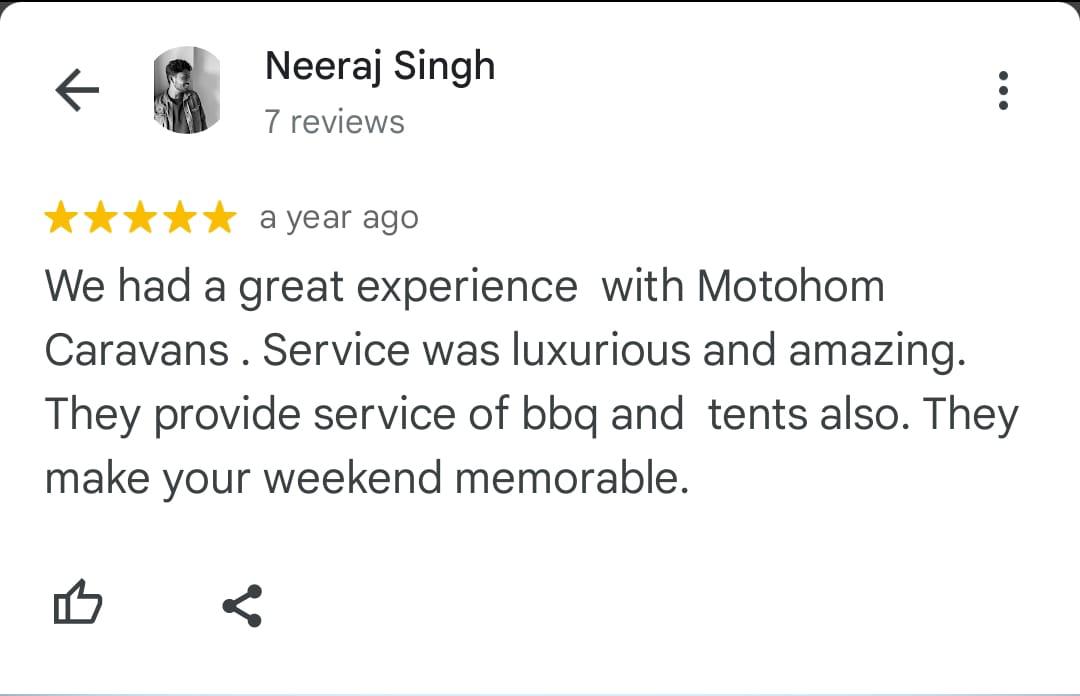 Neeraj Singh
7 reviews
a year ago
We had a great experience  with Motohom
Caravans . Service was luxurious and amazing.
They provide service of bbq and  tents also. They
make your weekend memorable.